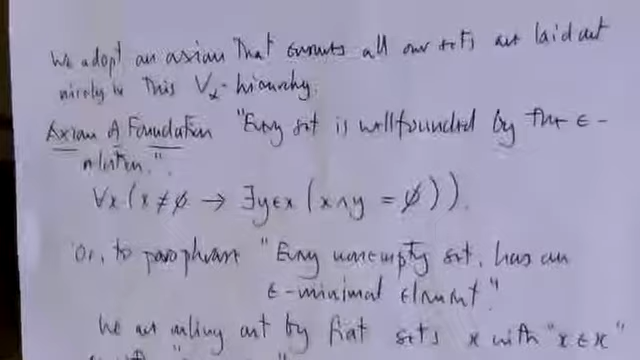 We adopt an axiom that ensures all our sets are laid out
nicely in this Vα-hierarchy.
Axiom of Foundation "Every set is wellfounded by the ∈-
relation."
∀x (x ≠ ∅ → ∃y∈x (x∩y = ∅)).
Or, to paraphrase "Every nonempty set, has an
∈-minimal element."
We are ruling out by fiat sets x with "x ∈ x"